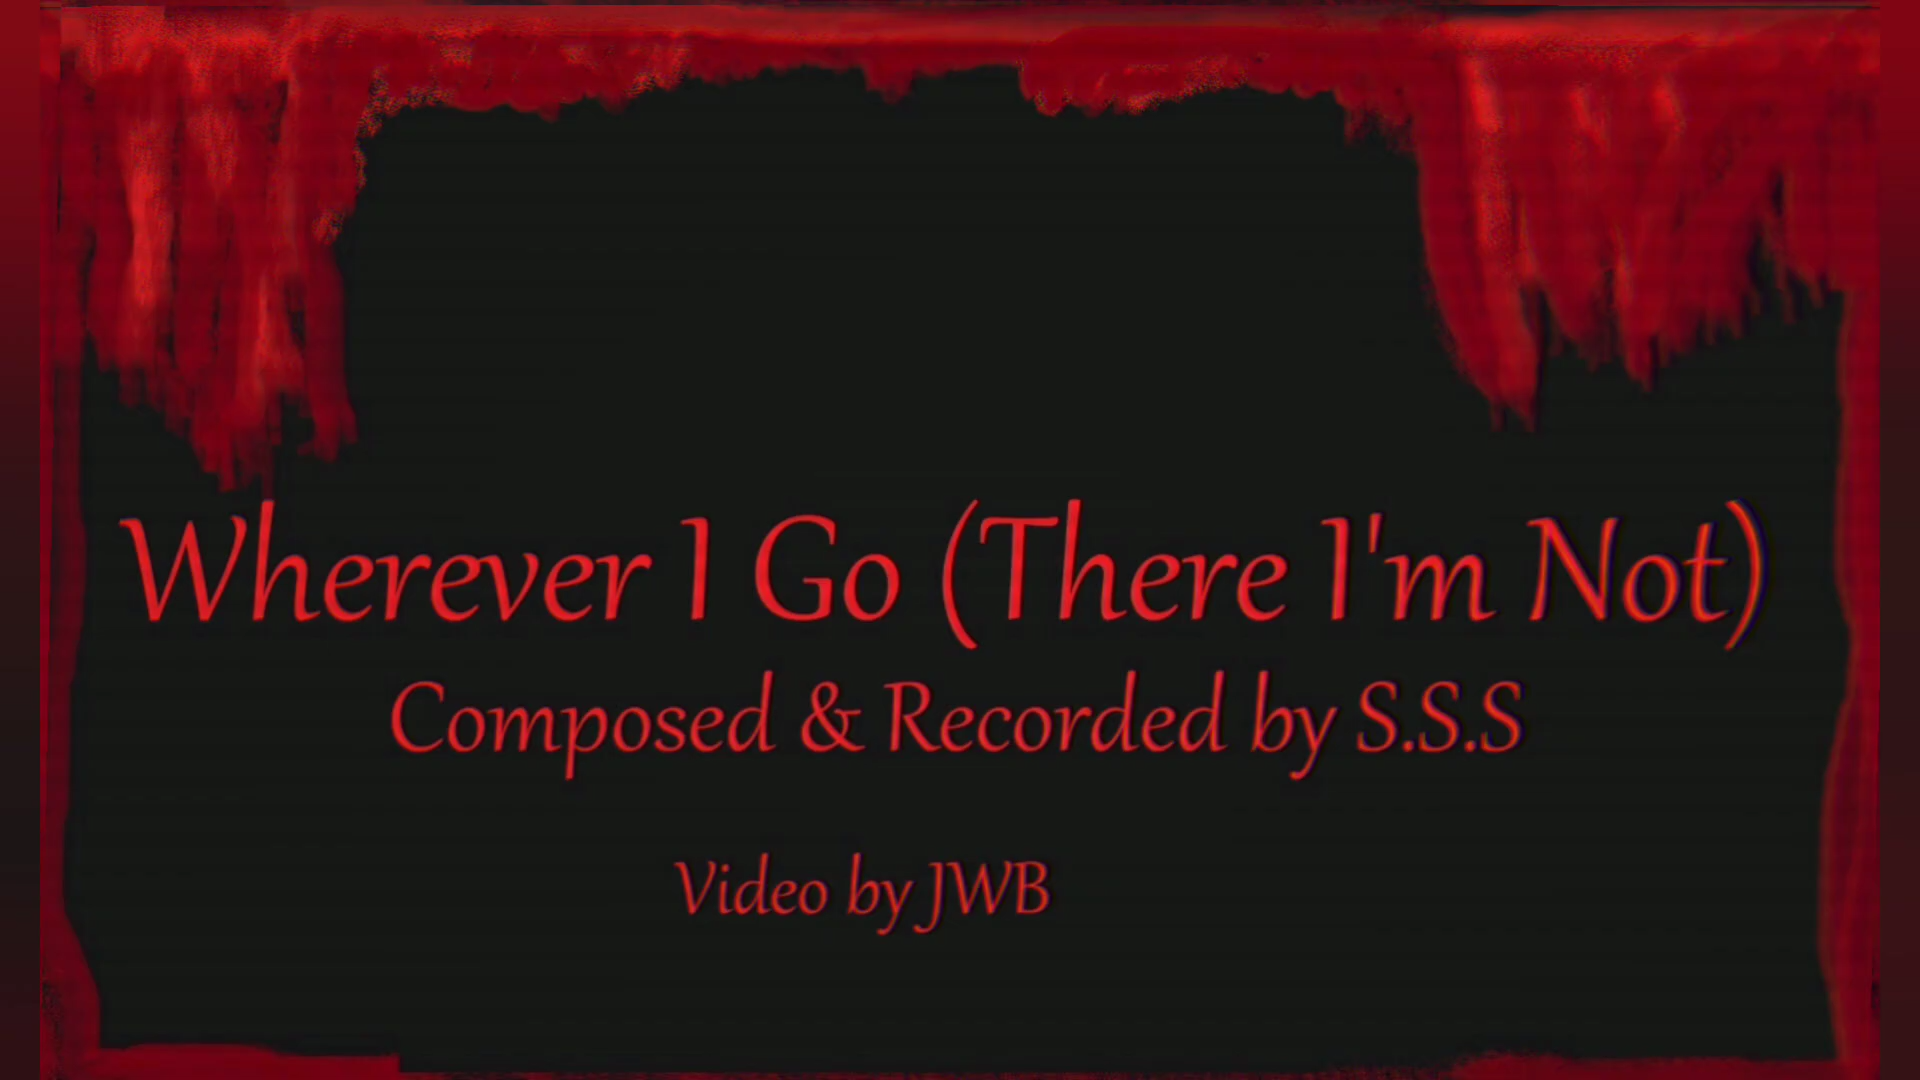 Wherever I Go (There I'm Not)
Composed & Recorded by S.S.S
Video by JWB